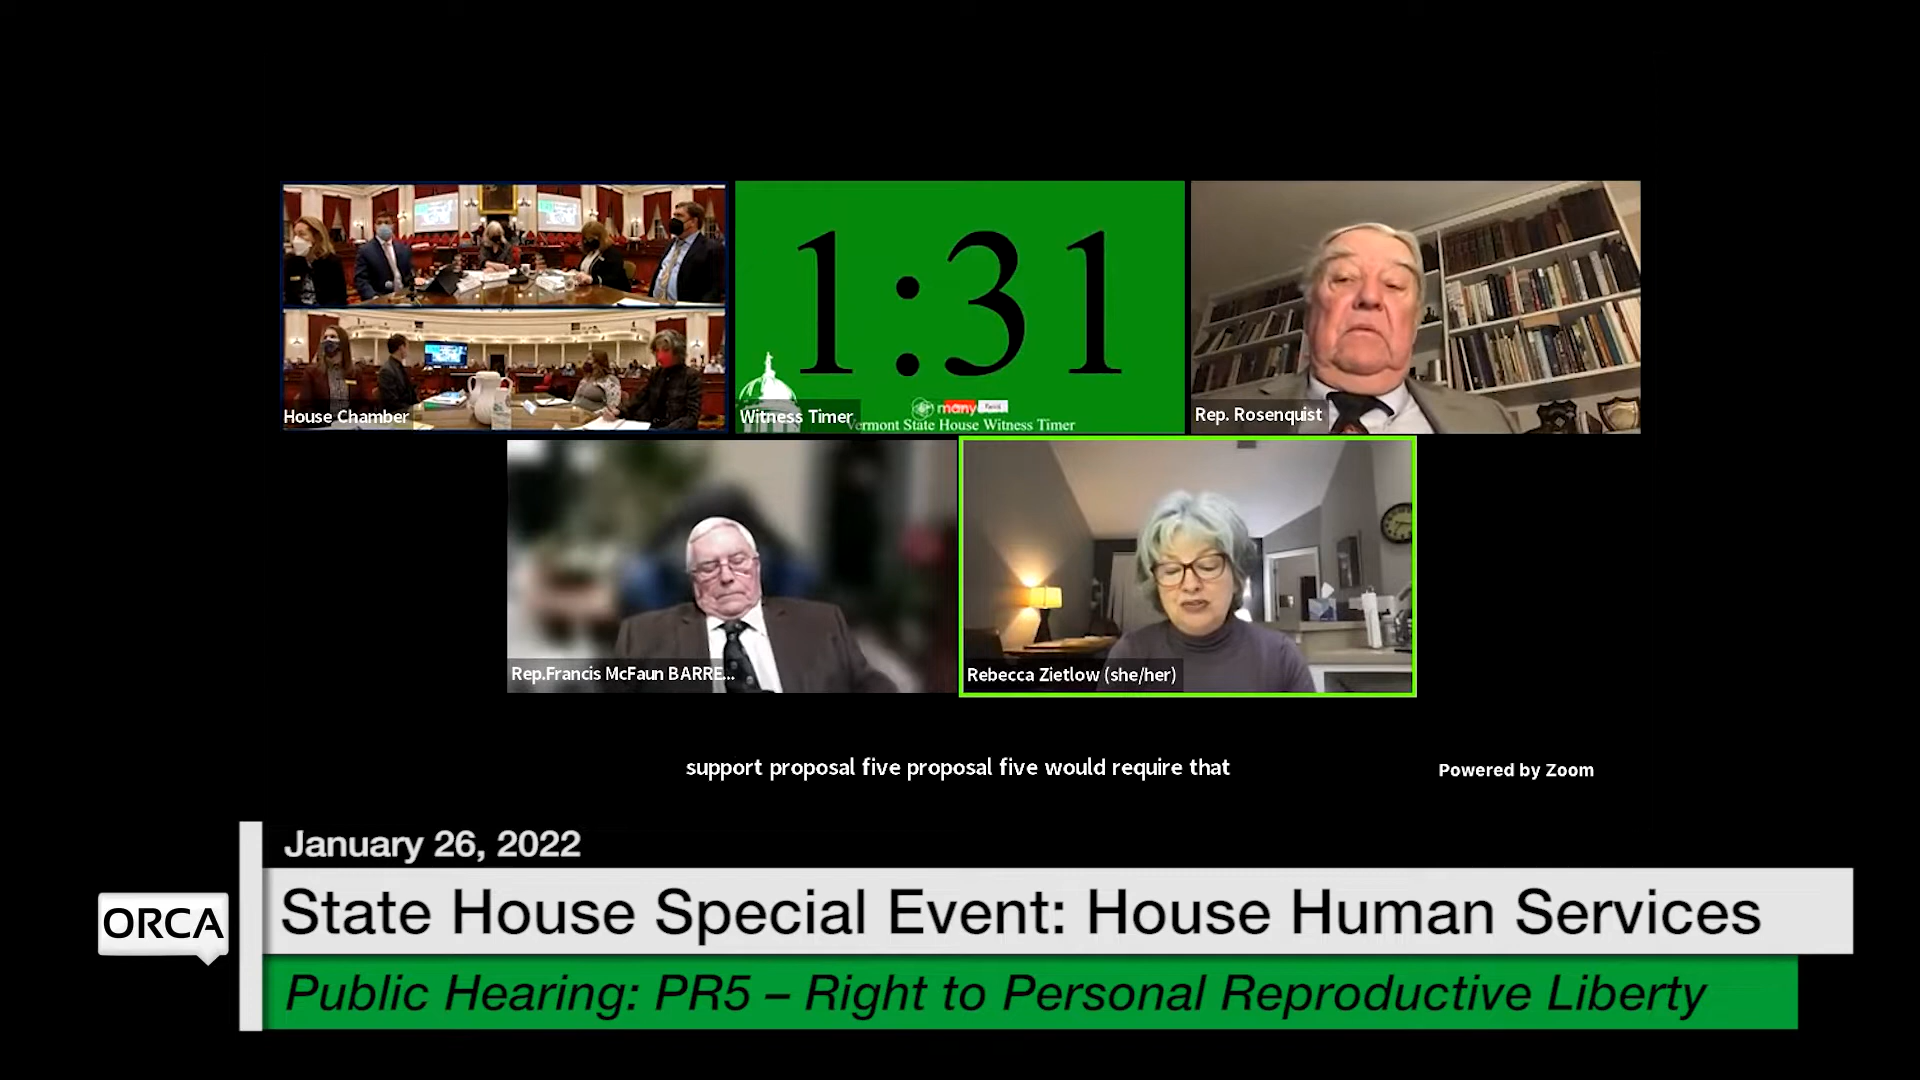 1:31
many
House Chamber
Witness Timer
Vermont State House Witness Timer
Rep. Rosenquist
Rep.Francis McFaun BARRE...
Rebecca Zietlow (she/her)
support proposal five proposal five would require that
Powered by Zoom
January 26, 2022
ORCA
State House Special Event: House Human Services
Public Hearing: PR5 – Right to Personal Reproductive Liberty